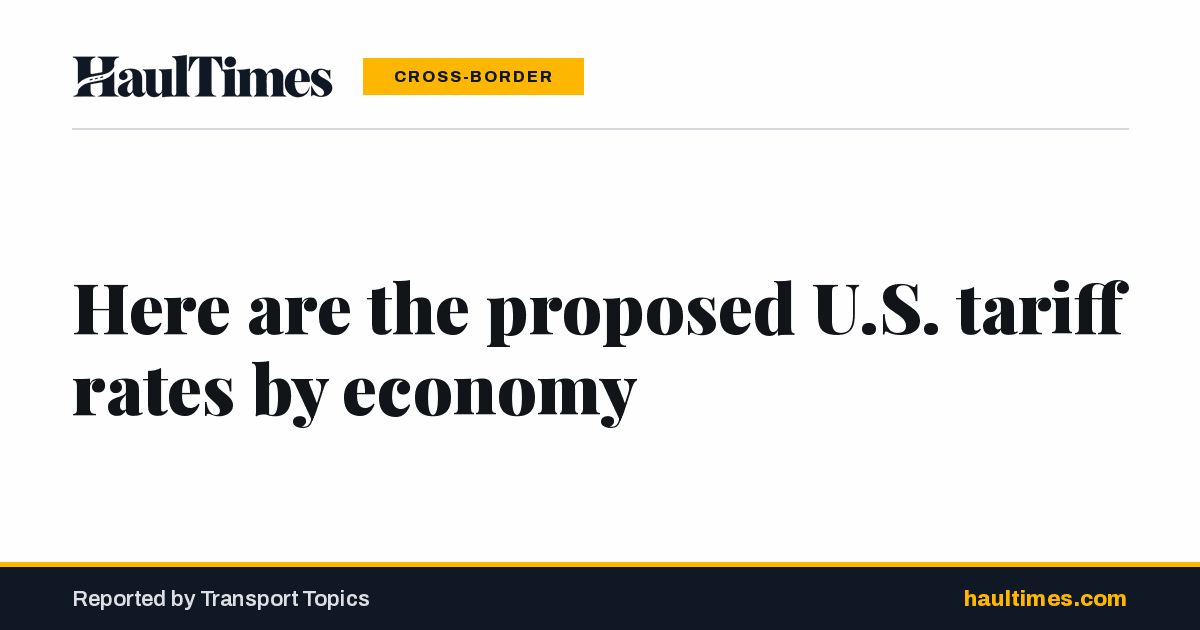 HaulTimes
CROSS-BORDER
Here are the proposed U.S. tariff
rates by economy
Reported by Transport Topics
haultimes.com